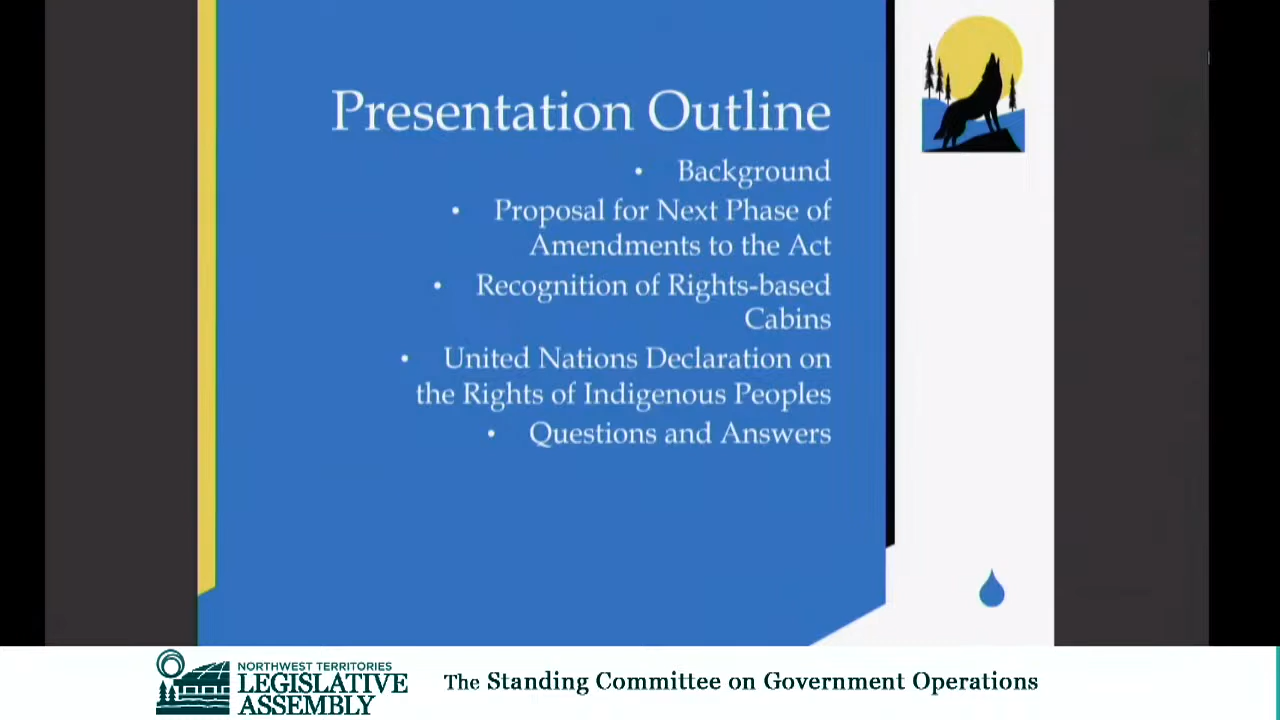 Presentation Outline
• Background
• Proposal for Next Phase of
Amendments to the Act
• Recognition of Rights-based
Cabins
• United Nations Declaration on
the Rights of Indigenous Peoples
• Questions and Answers
NORTHWEST TERRITORIES
LEGISLATIVE
ASSEMBLY
The Standing Committee on Government Operations